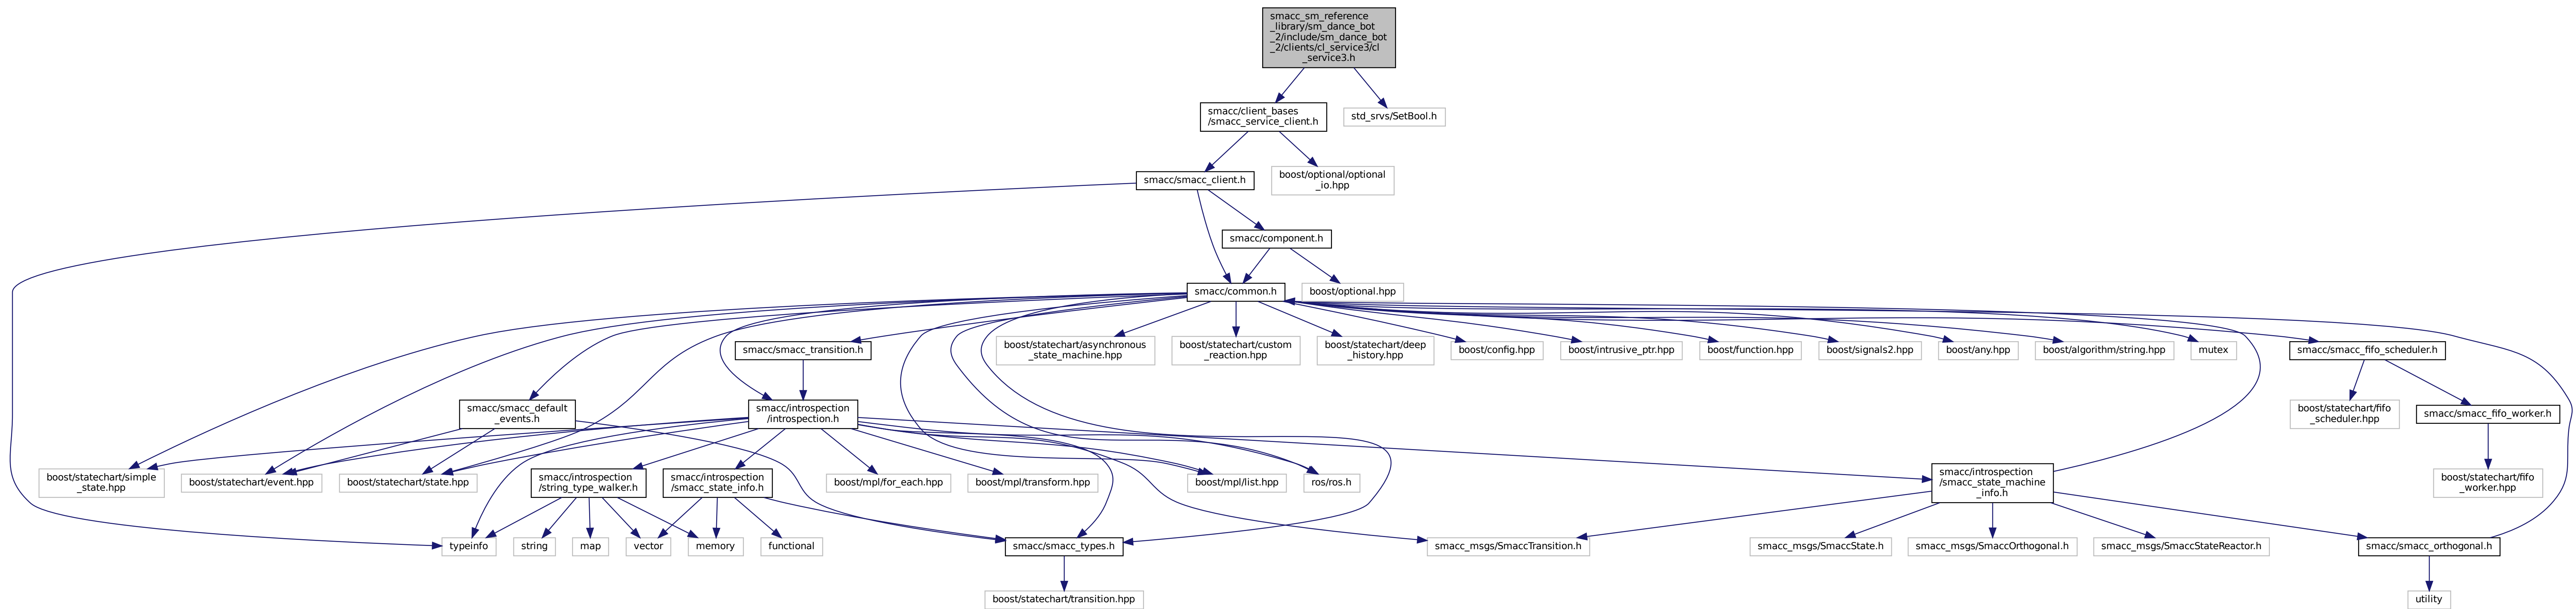 smacc_sm_reference
_library/sm_dance_bot
_2/include/sm_dance_bot
_2/clients/cl_service3/cl
_service3.h
smacc/client_bases
/smacc_service_client.h
std_srvs/SetBool.h
smacc/smacc_client.h
boost/optional/optional
_io.hpp
smacc/component.h
smacc/common.h
boost/optional.hpp
smacc/smacc_transition.h
boost/statechart/asynchronous
_state_machine.hpp
boost/statechart/custom
_reaction.hpp
boost/statechart/deep
_history.hpp
boost/config.hpp
boost/intrusive_ptr.hpp
boost/function.hpp
boost/signals2.hpp
boost/any.hpp
boost/algorithm/string.hpp
mutex
smacc/smacc_fifo_scheduler.h
smacc/smacc_default
_events.h
smacc/introspection
/introspection.h
boost/statechart/fifo
_scheduler.hpp
smacc/smacc_fifo_worker.h
boost/statechart/simple
_state.hpp
boost/statechart/event.hpp
boost/statechart/state.hpp
smacc/introspection
/string_type_walker.h
smacc/introspection
/smacc_state_info.h
boost/mpl/for_each.hpp
boost/mpl/transform.hpp
boost/mpl/list.hpp
ros/ros.h
smacc/introspection
/smacc_state_machine
_info.h
boost/statechart/fifo
_worker.hpp
typeinfo
string
map
vector
memory
functional
smacc/smacc_types.h
smacc_msgs/SmaccTransition.h
smacc_msgs/SmaccState.h
smacc_msgs/SmaccOrthogonal.h
smacc_msgs/SmaccStateReactor.h
smacc/smacc_orthogonal.h
boost/statechart/transition.hpp
utility